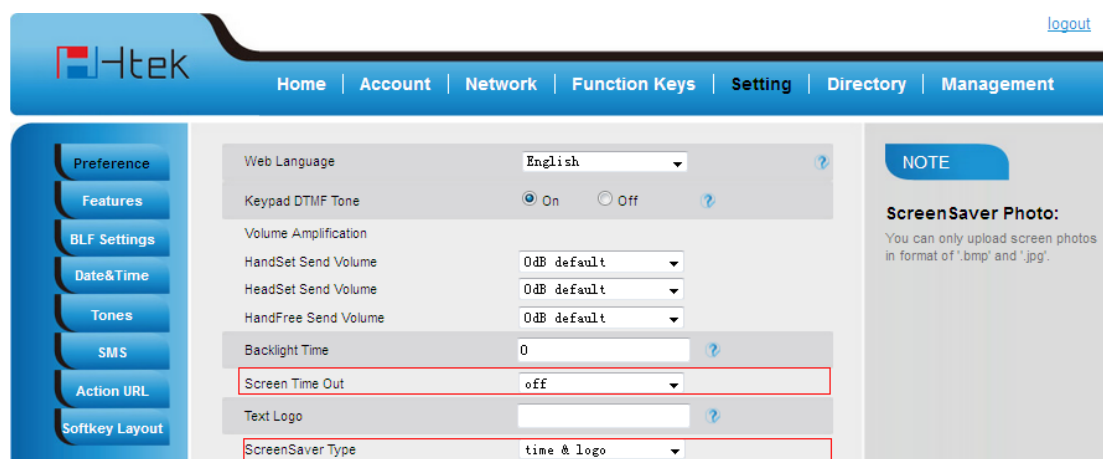 logout
Htek
Home | Account | Network | Function Keys | Setting | Directory | Management
Preference
Features
BLF Settings
Date&Time
Tones
SMS
Action URL
Softkey Layout
Web Language English ?
Keypad DTMF Tone On Off ?
Volume Amplification
HandSet Send Volume 0dB default
HeadSet Send Volume 0dB default
HandFree Send Volume 0dB default
Backlight Time 0 ?
Screen Time Out off
Text Logo ?
ScreenSaver Type time & logo
NOTE
ScreenSaver Photo:
You can only upload screen photos
in format of '.bmp' and '.jpg'.